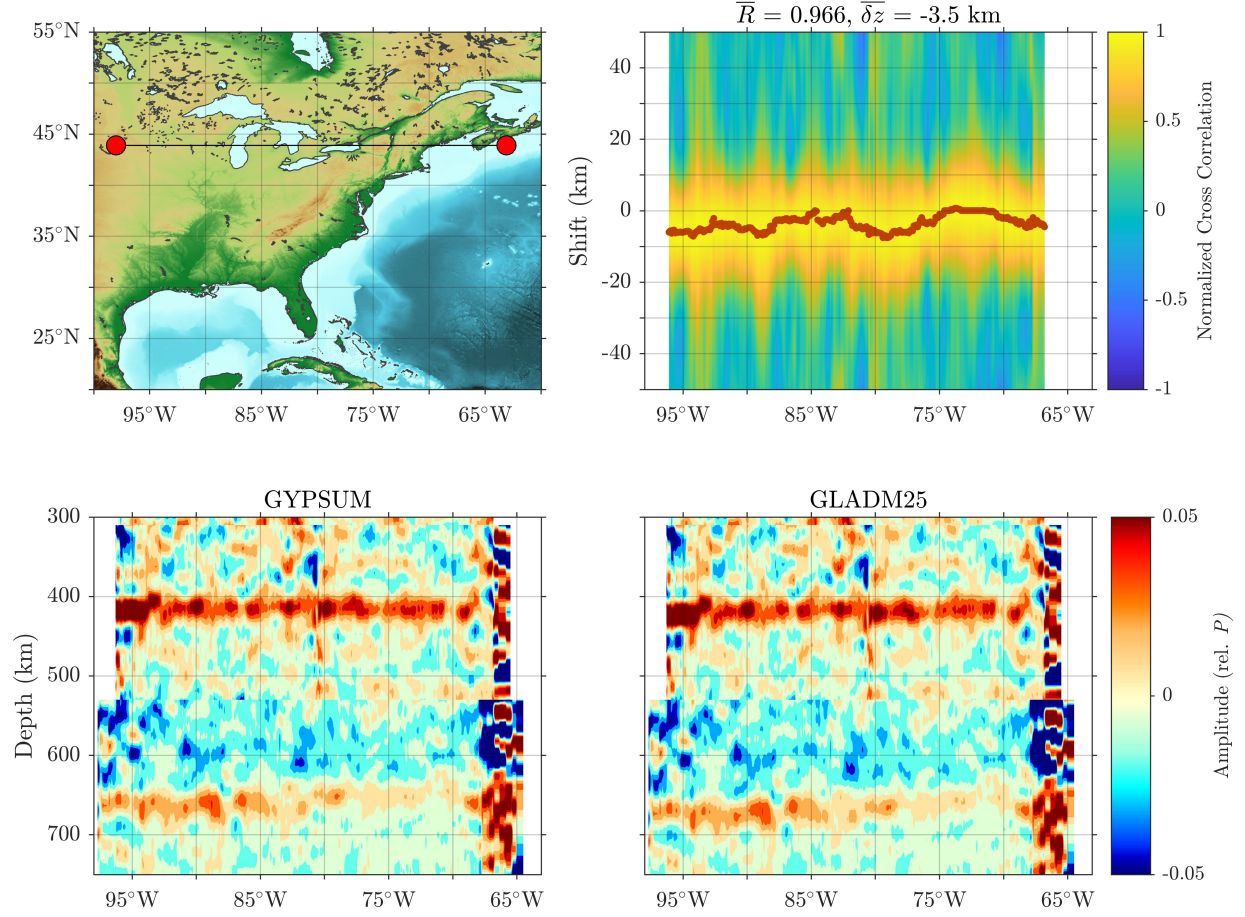 R̅ = 0.966, δz̅ = -3.5 km
55°N
45°N
35°N
25°N
95°W 85°W 75°W 65°W
Shift (km)
40
20
0
-20
-40
95°W 85°W 75°W 65°W
1
0.5
0
-0.5
-1
Normalized Cross Correlation
GYPSUM
Depth (km)
300
400
500
600
700
95°W 85°W 75°W 65°W
GLADM25
95°W 85°W 75°W 65°W
0.05
0
-0.05
Amplitude (rel. P)